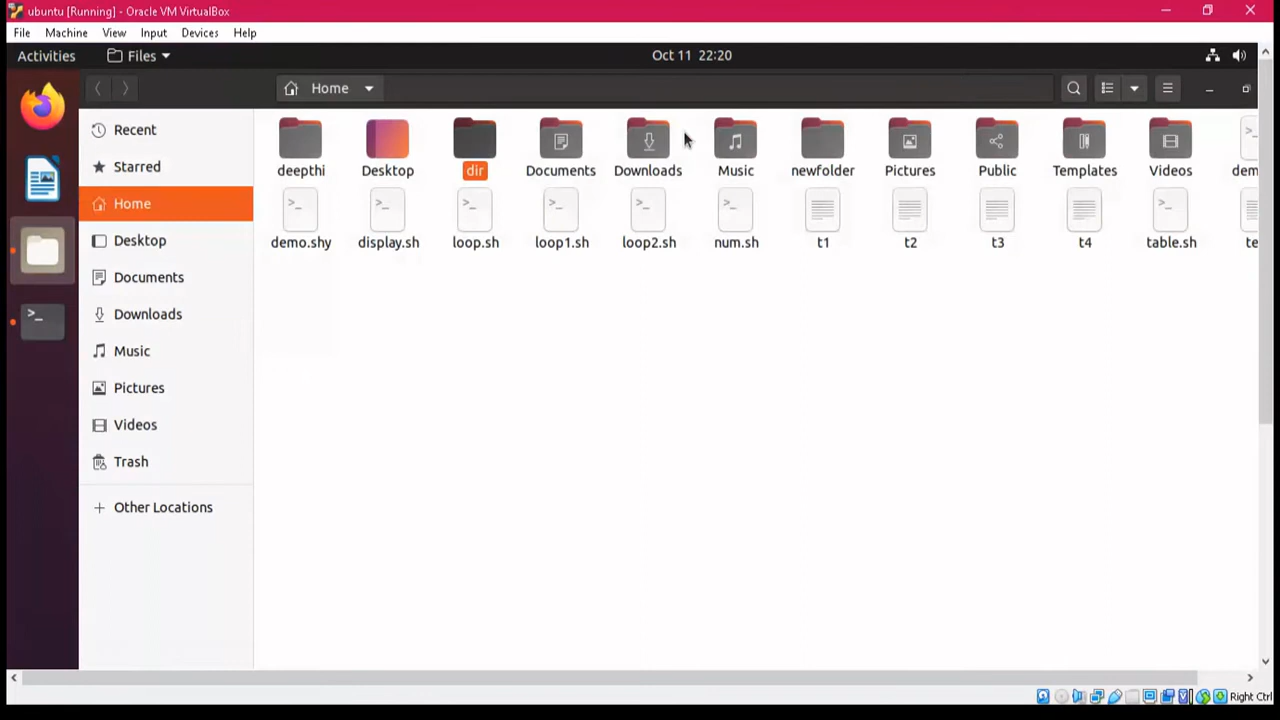 ubuntu [Running] - Oracle VM VirtualBox
File Machine View Input Devices Help
Activities Files Oct 11 22:20
Home
Recent
Starred
Home
Desktop
Documents
Downloads
Music
Pictures
Videos
Trash
Other Locations
deepthi Desktop dir Documents Downloads Music newfolder Pictures Public Templates Videos dem
demo.shy display.sh loop.sh loop1.sh loop2.sh num.sh t1 t2 t3 t4 table.sh te
Right Ctrl